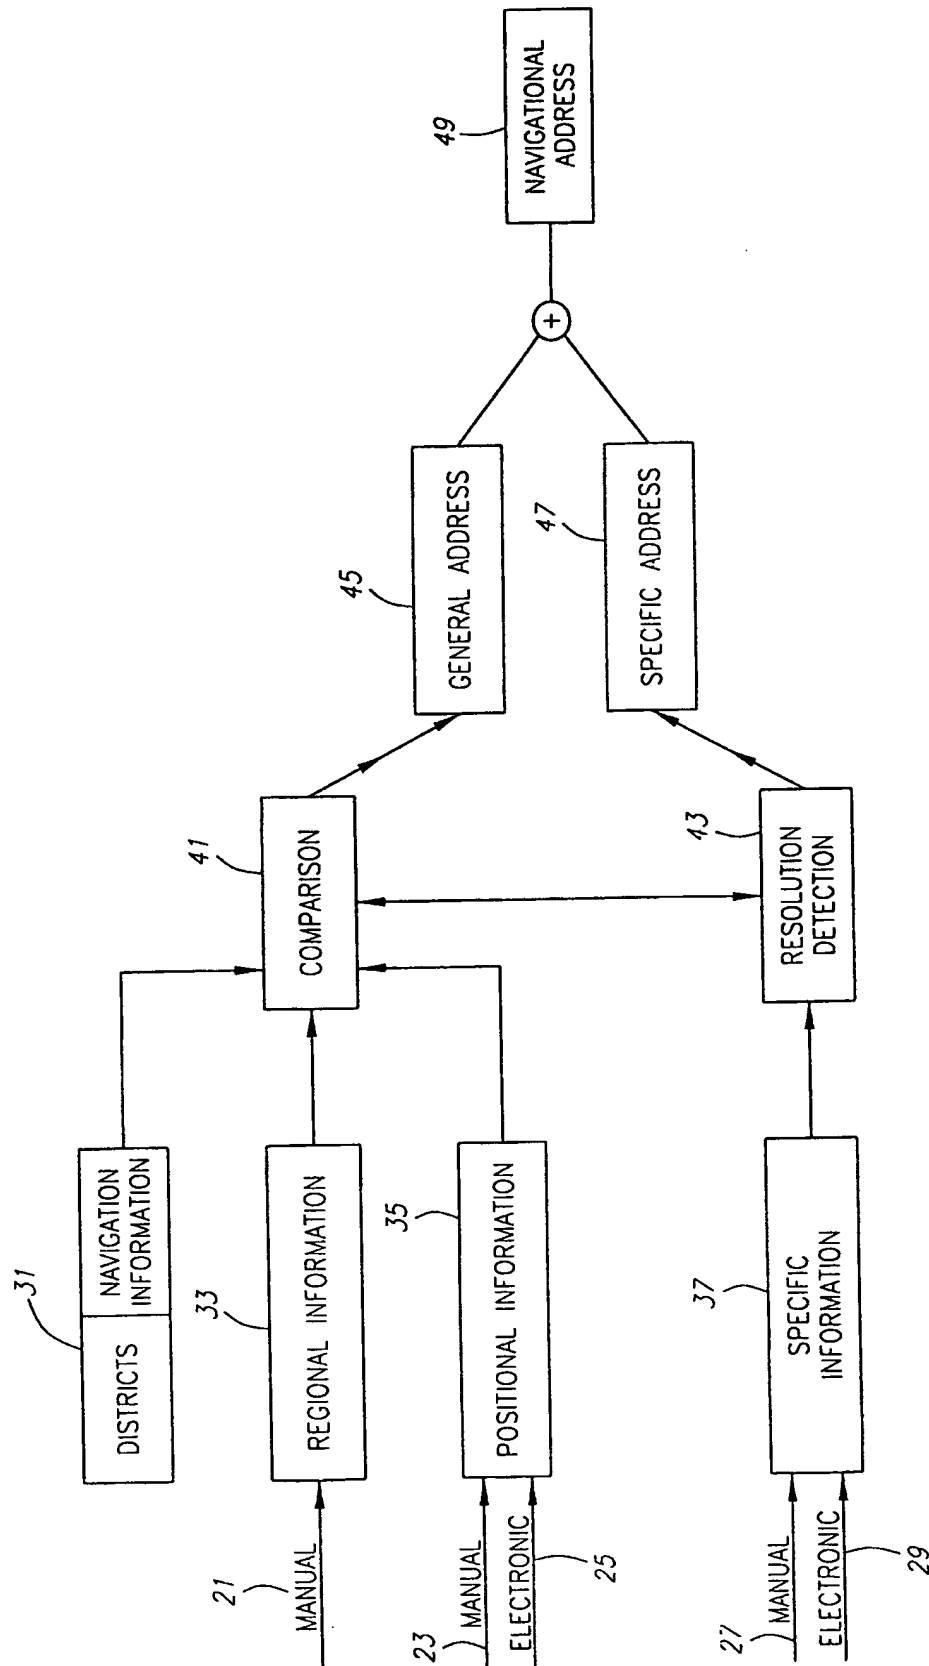 31
DISTRICTS
NAVIGATION
INFORMATION
21
MANUAL
33
REGIONAL INFORMATION
41
COMPARISON
23
MANUAL
ELECTRONIC
25
35
POSITIONAL INFORMATION
45
GENERAL ADDRESS
49
NAVIGATIONAL
ADDRESS
+
47
SPECIFIC ADDRESS
27
MANUAL
ELECTRONIC
29
37
SPECIFIC
INFORMATION
43
RESOLUTION
DETECTION